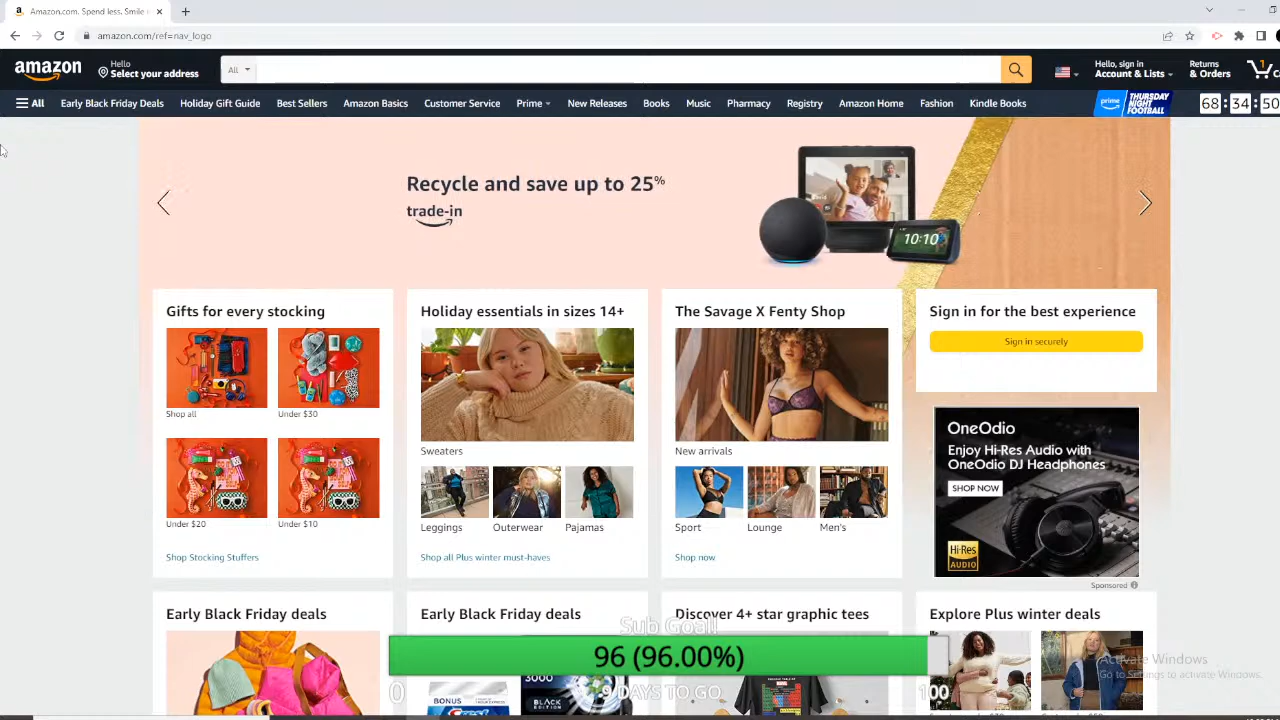 Amazon.com. Spend less. Smile m
amazon.com/ref=nav_logo
amazon
Hello
Select your address
All
Hello, sign in
Account & Lists
Returns
& Orders
1
C
All
Early Black Friday Deals
Holiday Gift Guide
Best Sellers
Amazon Basics
Customer Service
Prime
New Releases
Books
Music
Pharmacy
Registry
Amazon Home
Fashion
Kindle Books
prime
THURSDAY
NIGHT
FOOTBALL
68:34:50
Recycle and save up to 25%
trade-in
10:10
Gifts for every stocking
Shop all
Under $30
Under $20
Under $10
Shop Stocking Stuffers
Holiday essentials in sizes 14+
Sweaters
Leggings
Outerwear
Pajamas
Shop all Plus winter must-haves
The Savage X Fenty Shop
New arrivals
Sport
Lounge
Men's
Shop now
Sign in for the best experience
Sign in securely
OneOdio
Enjoy Hi-Res Audio with
OneOdio DJ Headphones
SHOP NOW
Hi-Res
AUDIO
Sponsored
Early Black Friday deals
Early Black Friday deals
Discover 4+ star graphic tees
Explore Plus winter deals
Sub Goal!
96 (96.00%)
0
9 DAYS TO GO
100
BONUS
3000
BLACK
EDITION
Activate Windows
Go to Settings to activate Windows.